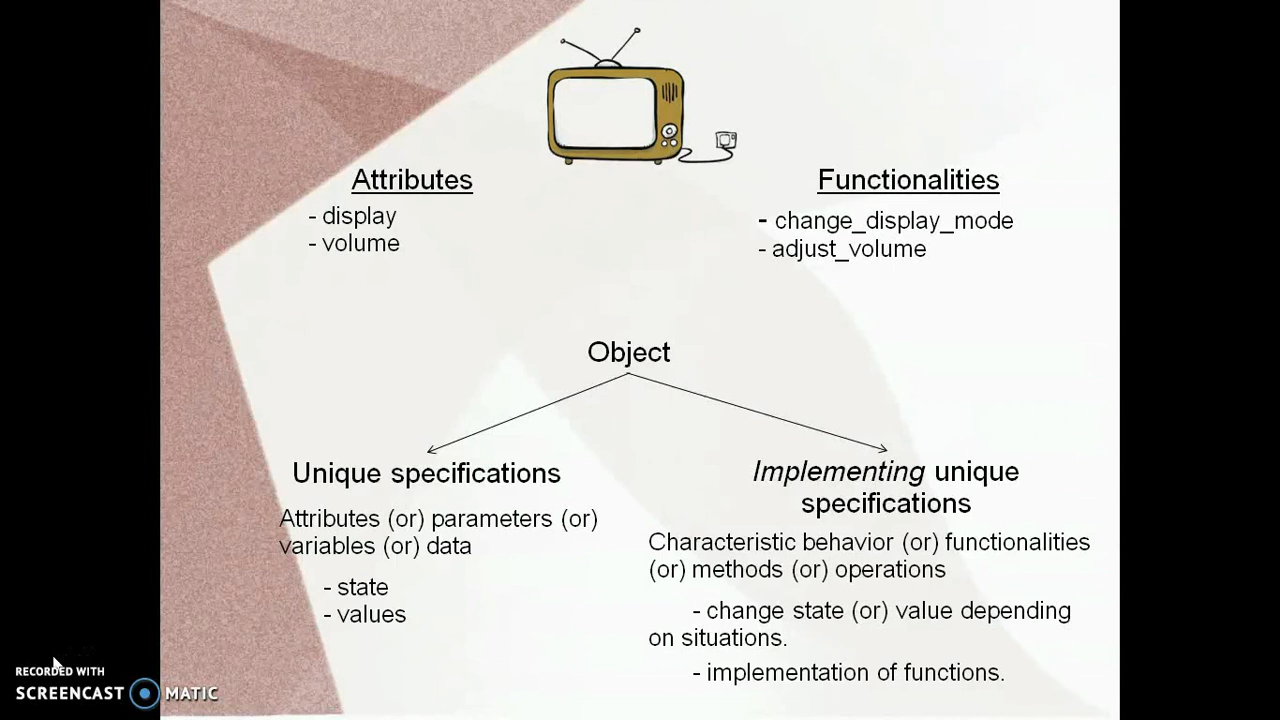 Attributes
- display
- volume
Functionalities
- change_display_mode
- adjust_volume
Object
Unique specifications
Attributes (or) parameters (or)
variables (or) data
- state
- values
Implementing unique
specifications
Characteristic behavior (or) functionalities
(or) methods (or) operations
- change state (or) value depending
on situations.
- implementation of functions.
RECORDED WITH
SCREENCAST MATIC